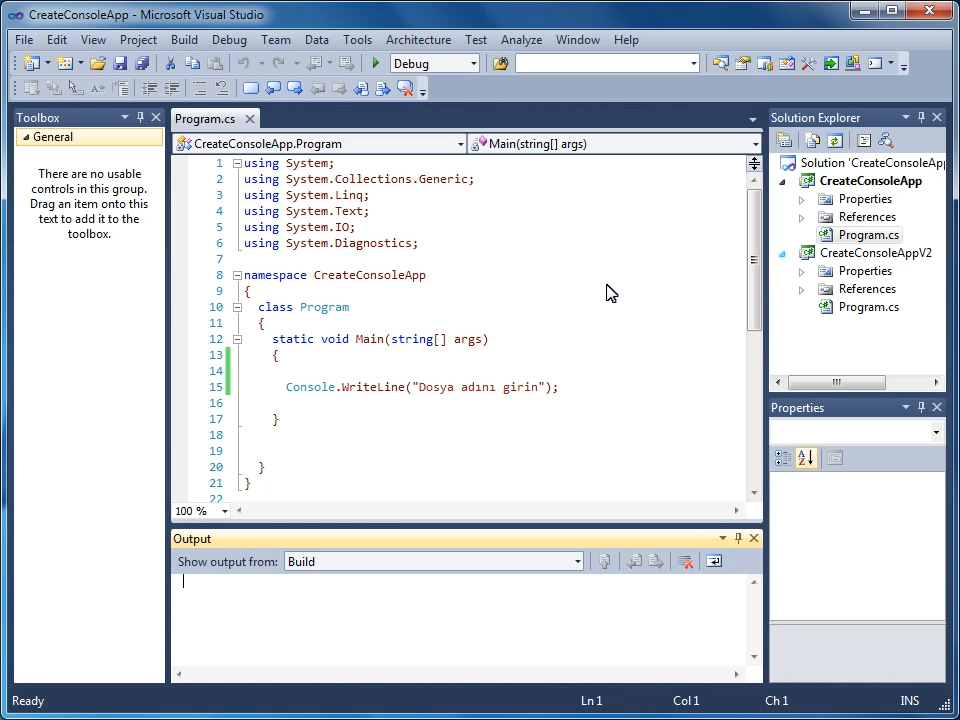 CreateConsoleApp - Microsoft Visual Studio
File Edit View Project Build Debug Team Data Tools Architecture Test Analyze Window Help
Debug
Toolbox
General
There are no usable
controls in this group.
Drag an item onto this
text to add it to the
toolbox.
Program.cs
CreateConsoleApp.Program
Main(string[] args)
1 using System;
2 using System.Collections.Generic;
3 using System.Linq;
4 using System.Text;
5 using System.IO;
6 using System.Diagnostics;
7
8 namespace CreateConsoleApp
9 {
10 class Program
11 {
12 static void Main(string[] args)
13 {
14
15 Console.WriteLine("Dosya adını girin");
16
17 }
18
19
20 }
21 }
22
100 %
Output
Show output from: Build
Solution Explorer
Solution 'CreateConsoleApp
CreateConsoleApp
Properties
References
Program.cs
CreateConsoleAppV2
Properties
References
Program.cs
Properties
Ready
Ln 1
Col 1
Ch 1
INS